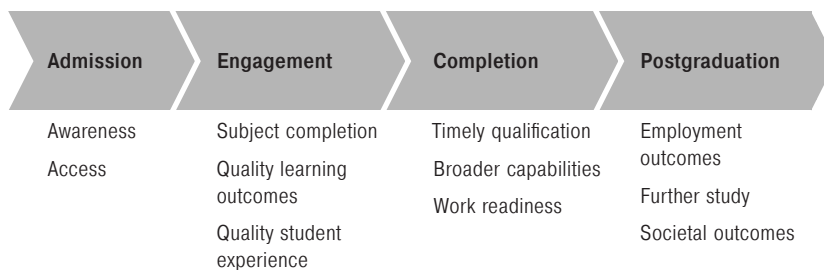 Admission
Engagement
Completion
Postgraduation
Awareness
Access
Subject completion
Quality learning
outcomes
Quality student
experience
Timely qualification
Broader capabilities
Work readiness
Employment
outcomes
Further study
Societal outcomes